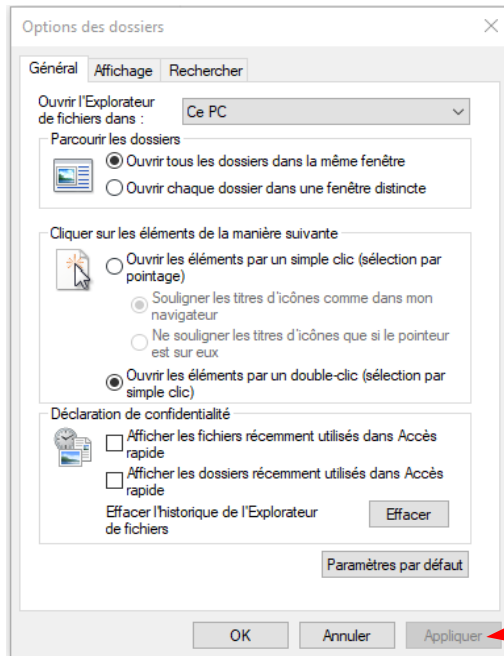 Options des dossiers
Général
Affichage
Rechercher
Ouvrir l'Explorateur
de fichiers dans :
Ce PC
Parcourir les dossiers
Ouvrir tous les dossiers dans la même fenêtre
Ouvrir chaque dossier dans une fenêtre distincte
Cliquer sur les éléments de la manière suivante
Ouvrir les éléments par un simple clic (sélection par
pointage)
Souligner les titres d'icônes comme dans mon
navigateur
Ne souligner les titres d'icônes que si le pointeur
est sur eux
Ouvrir les éléments par un double-clic (sélection par
simple clic)
Déclaration de confidentialité
Afficher les fichiers récemment utilisés dans Accès
rapide
Afficher les dossiers récemment utilisés dans Accès
rapide
Effacer l'historique de l'Explorateur
de fichiers
Effacer
Paramètres par défaut
OK
Annuler
Appliquer